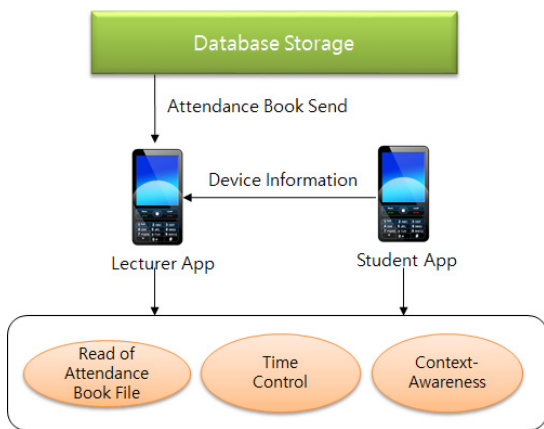 Database Storage
Attendance Book Send
Device Information
Lecturer App
Student App
Read of
Attendance
Book File
Time
Control
Context-
Awareness